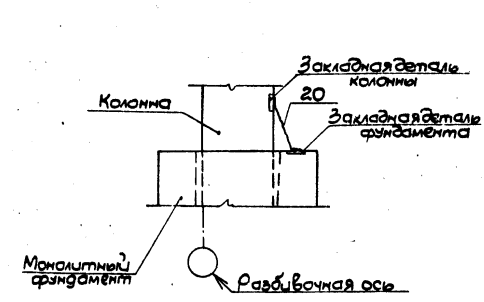 Закладная деталь
колонны
20
Колонна
Закладная деталь
фундамента
Монолитный
фундамент
Разбивочная ось